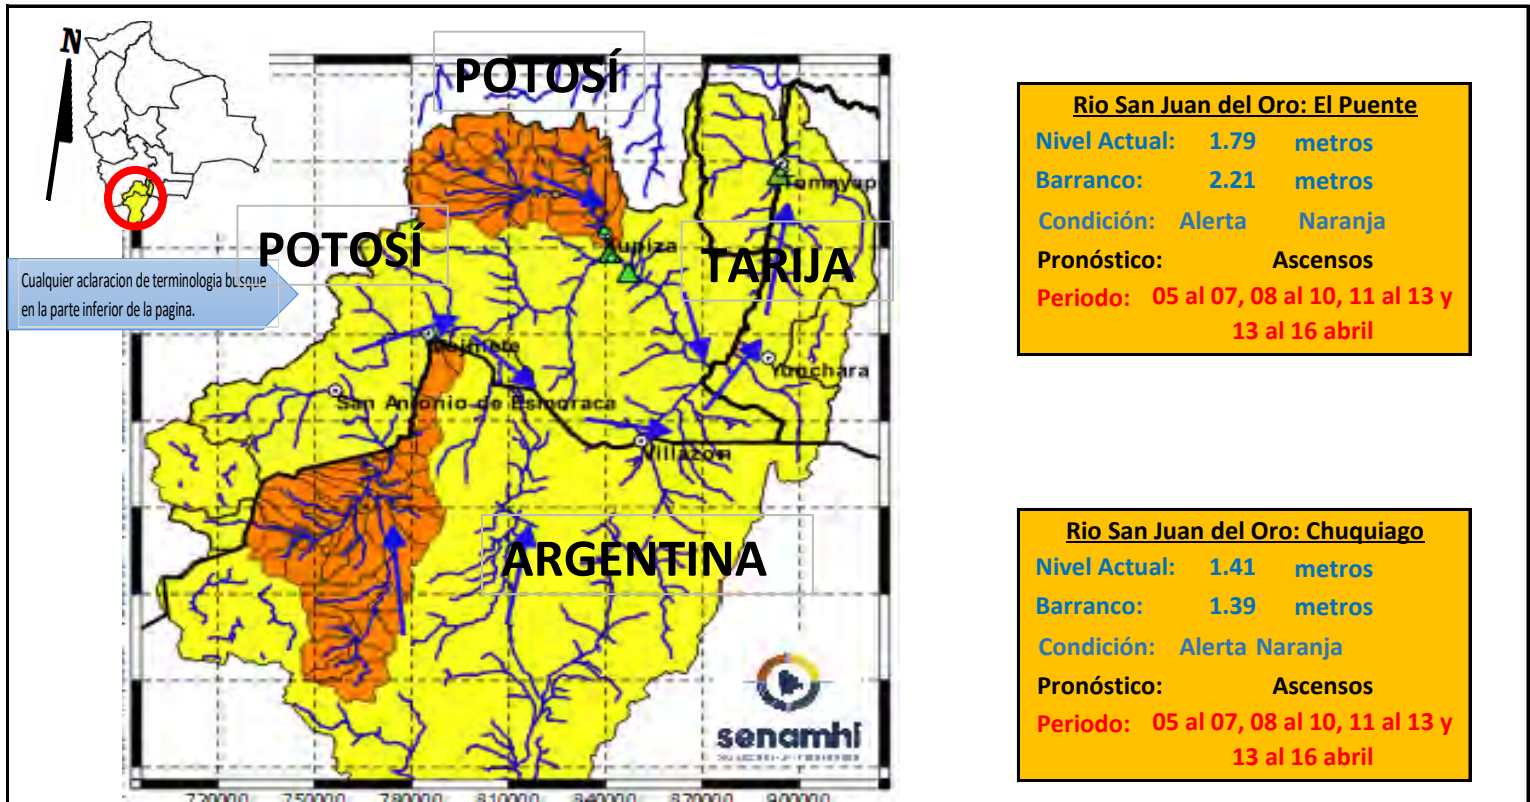 N
POTOSÍ
POTOSÍ
TARIJA
ARGENTINA
Cualquier aclaracion de terminologia busque
en la parte inferior de la pagina.
Tomayap
Tupiza
Mojinete
Yunchara
San Antonio de Esmoraca
Villazon
senamhi
720000 750000 780000 810000 840000 870000 900000
Rio San Juan del Oro: El Puente
Nivel Actual: 1.79 metros
Barranco: 2.21 metros
Condición: Alerta Naranja
Pronóstico: Ascensos
Periodo: 05 al 07, 08 al 10, 11 al 13 y
13 al 16 abril
Rio San Juan del Oro: Chuquiago
Nivel Actual: 1.41 metros
Barranco: 1.39 metros
Condición: Alerta Naranja
Pronóstico: Ascensos
Periodo: 05 al 07, 08 al 10, 11 al 13 y
13 al 16 abril